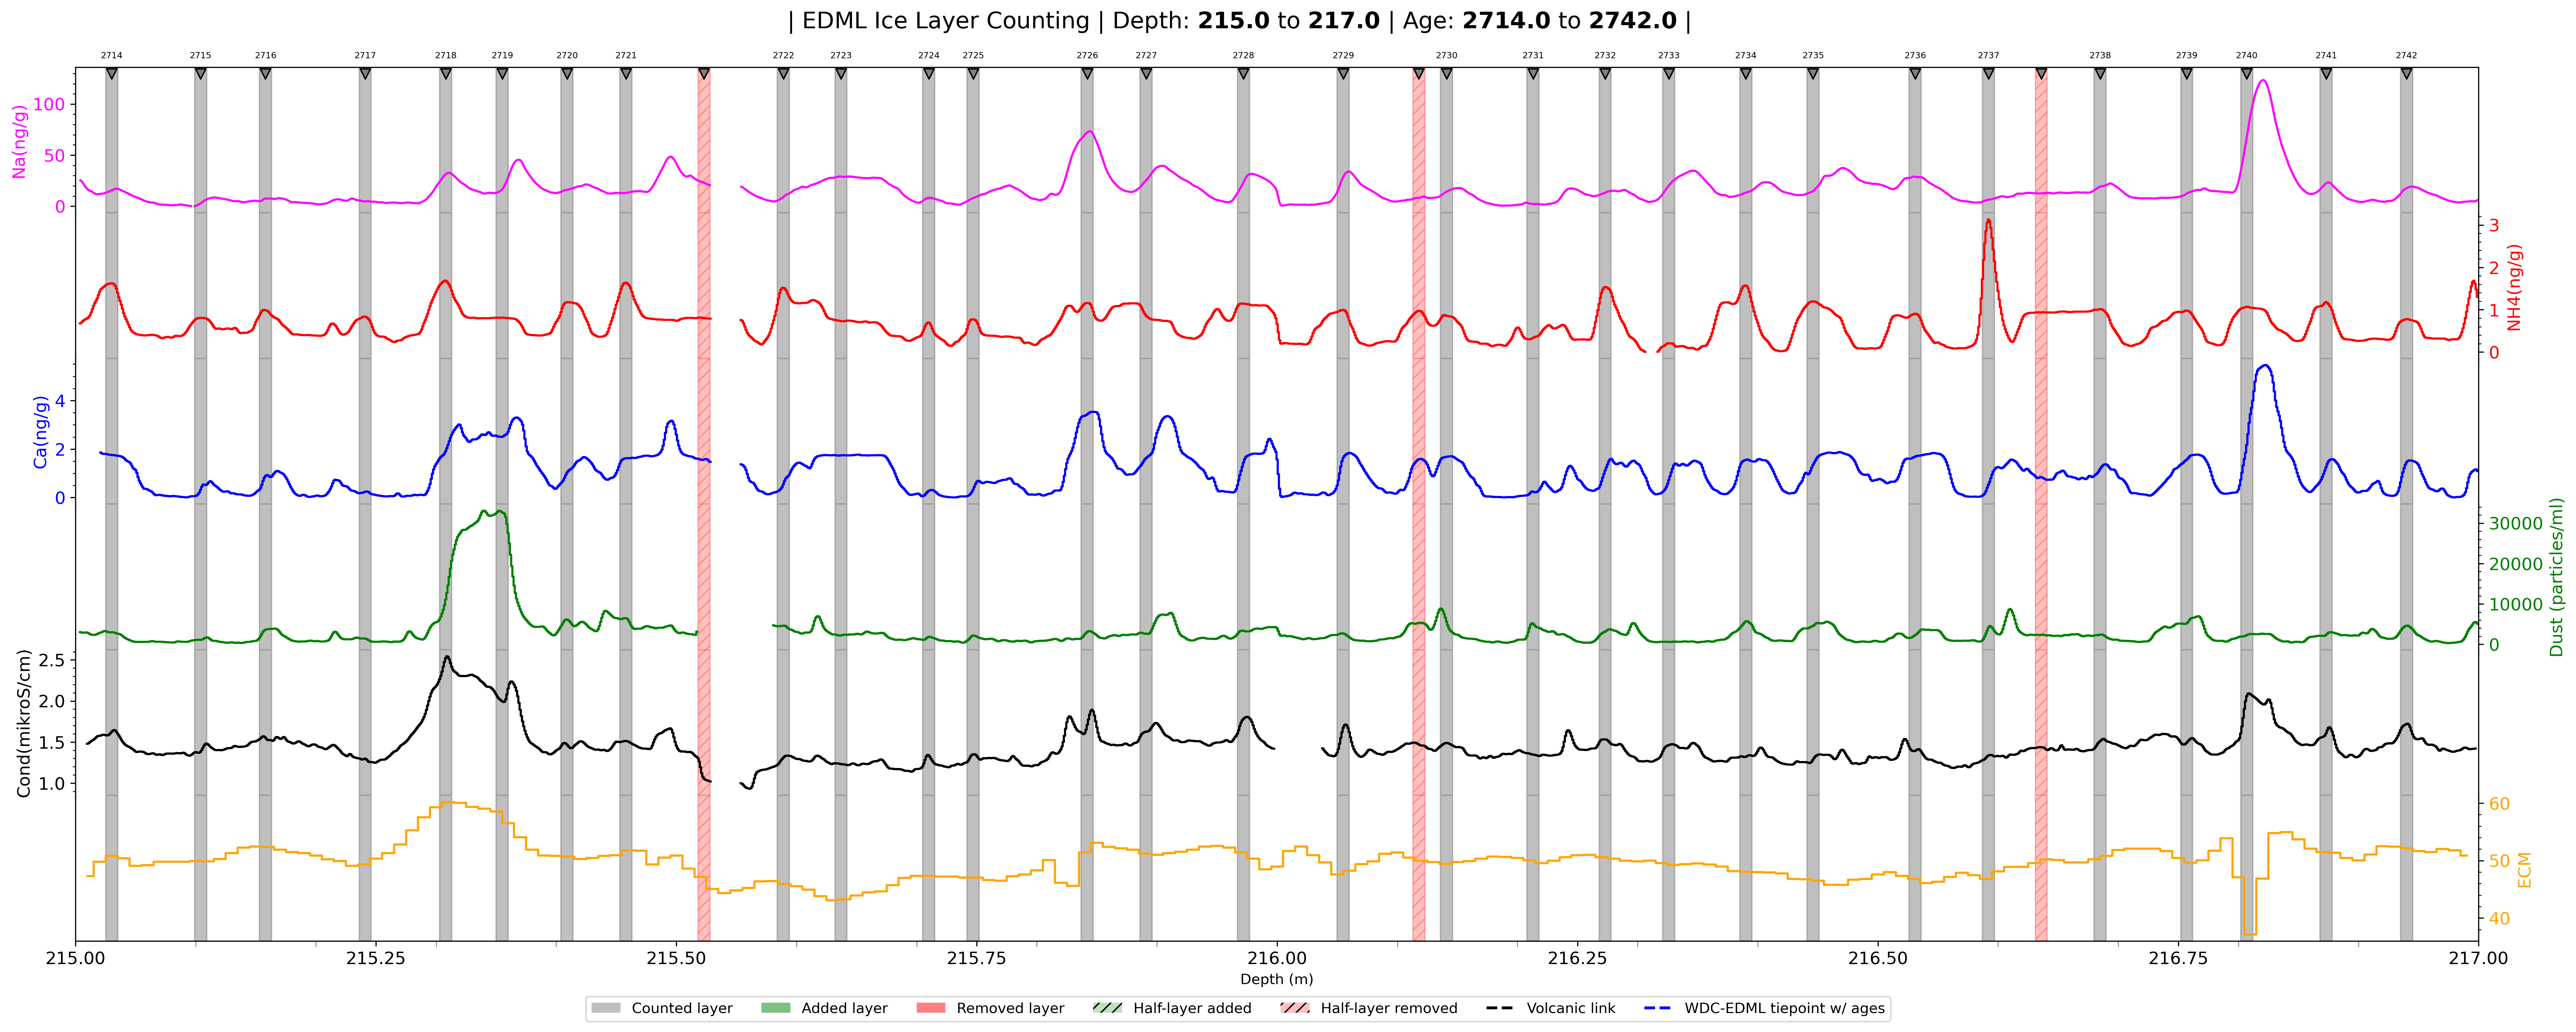 | EDML Ice Layer Counting | Depth: 215.0 to 217.0 | Age: 2714.0 to 2742.0 |
2714 2715 2716 2717 2718 2719 2720 2721 2722 2723 2724 2725 2726 2727 2728 2729 2730 2731 2732 2733 2734 2735 2736 2737 2738 2739 2740 2741 2742
Na(ng/g)
100
50
0
NH4(ng/g)
3
2
1
0
Ca(ng/g)
4
2
0
Dust (particles/ml)
30000
20000
10000
0
Cond(mikroS/cm)
2.5
2.0
1.5
1.0
ECM
60
50
40
215.00 215.25 215.50 215.75 216.00 216.25 216.50 216.75 217.00
Depth (m)
Counted layer Added layer Removed layer Half-layer added Half-layer removed Volcanic link WDC-EDML tiepoint w/ ages